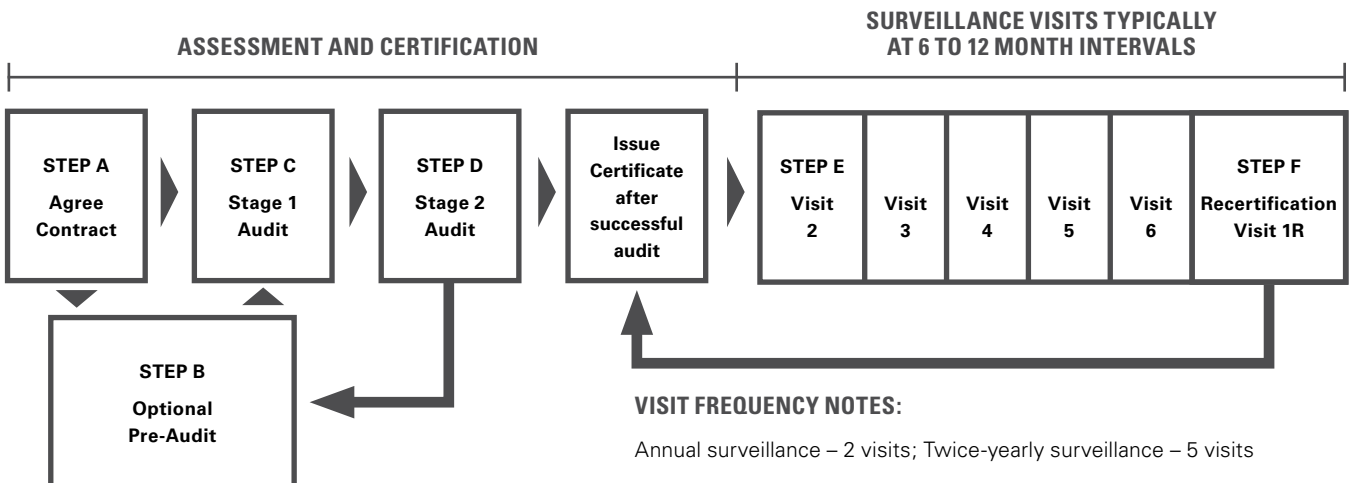 ASSESSMENT AND CERTIFICATION
SURVEILLANCE VISITS TYPICALLY
AT 6 TO 12 MONTH INTERVALS
STEP A
Agree
Contract
STEP C
Stage 1
Audit
STEP D
Stage 2
Audit
Issue
Certificate
after
successful
audit
STEP E
Visit
2
Visit
3
Visit
4
Visit
5
Visit
6
STEP F
Recertification
Visit 1R
STEP B
Optional
Pre-Audit
VISIT FREQUENCY NOTES:
Annual surveillance – 2 visits; Twice-yearly surveillance – 5 visits